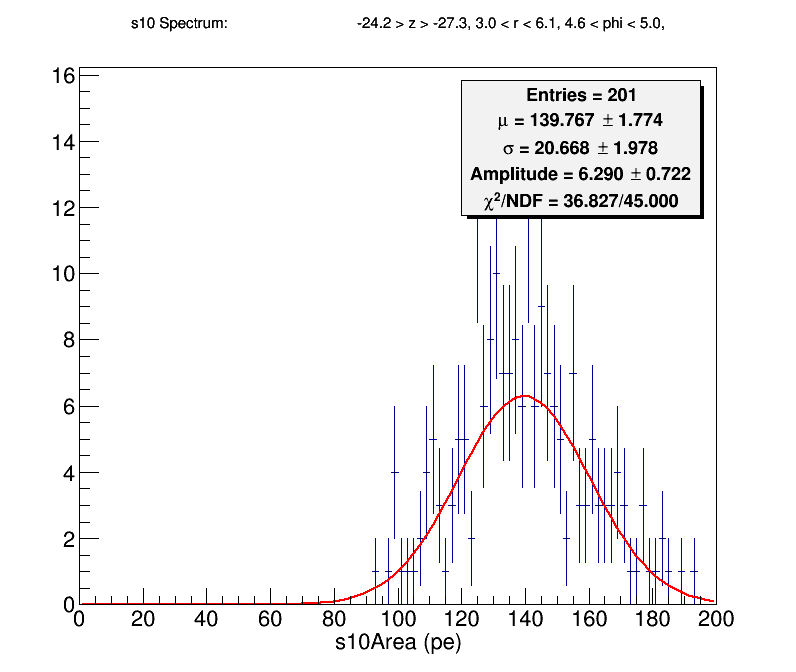 s10 Spectrum: -24.2 > z > -27.3, 3.0 < r < 6.1, 4.6 < phi < 5.0,
Entries = 201
μ = 139.767 ± 1.774
σ = 20.668 ± 1.978
Amplitude = 6.290 ± 0.722
χ²/NDF = 36.827/45.000
16
14
12
10
8
6
4
2
0
0 20 40 60 80 100 120 140 160 180 200
s10Area (pe)